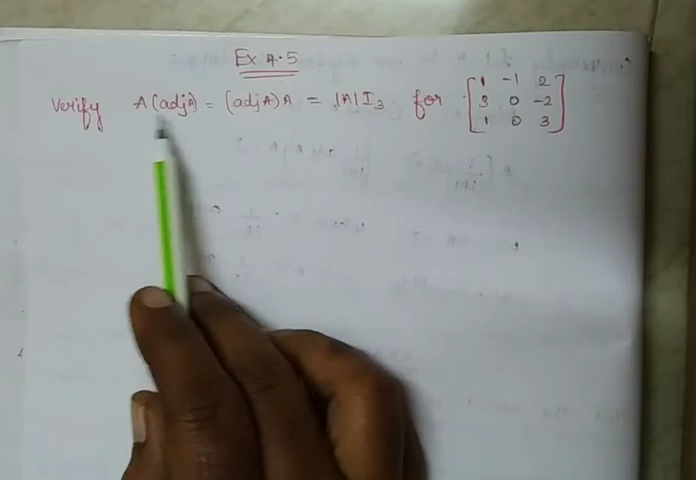 Ex 4.5
Verify A(adjA) = (adjA)A = |A|I₃ for [1 -1 2
3 0 -2
1 0 3]